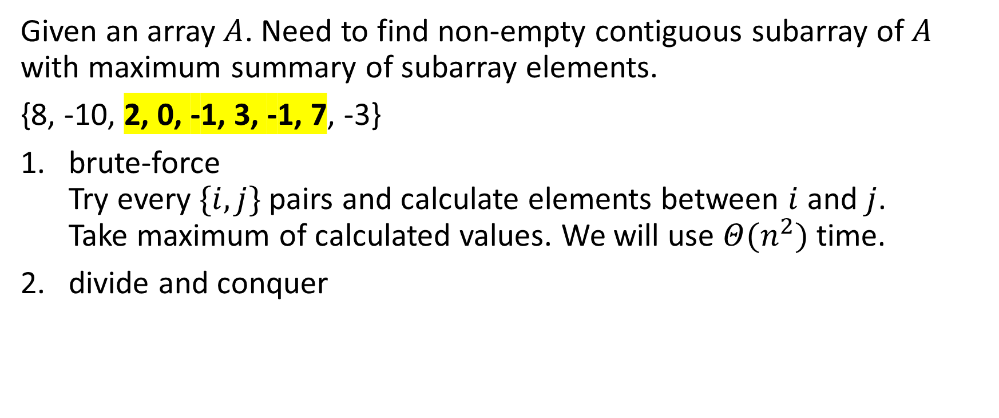 Given an array A. Need to find non-empty contiguous subarray of A
with maximum summary of subarray elements.
{8, -10, 2, 0, -1, 3, -1, 7, -3}
1. brute-force
Try every {i, j} pairs and calculate elements between i and j.
Take maximum of calculated values. We will use Θ(n²) time.
2. divide and conquer